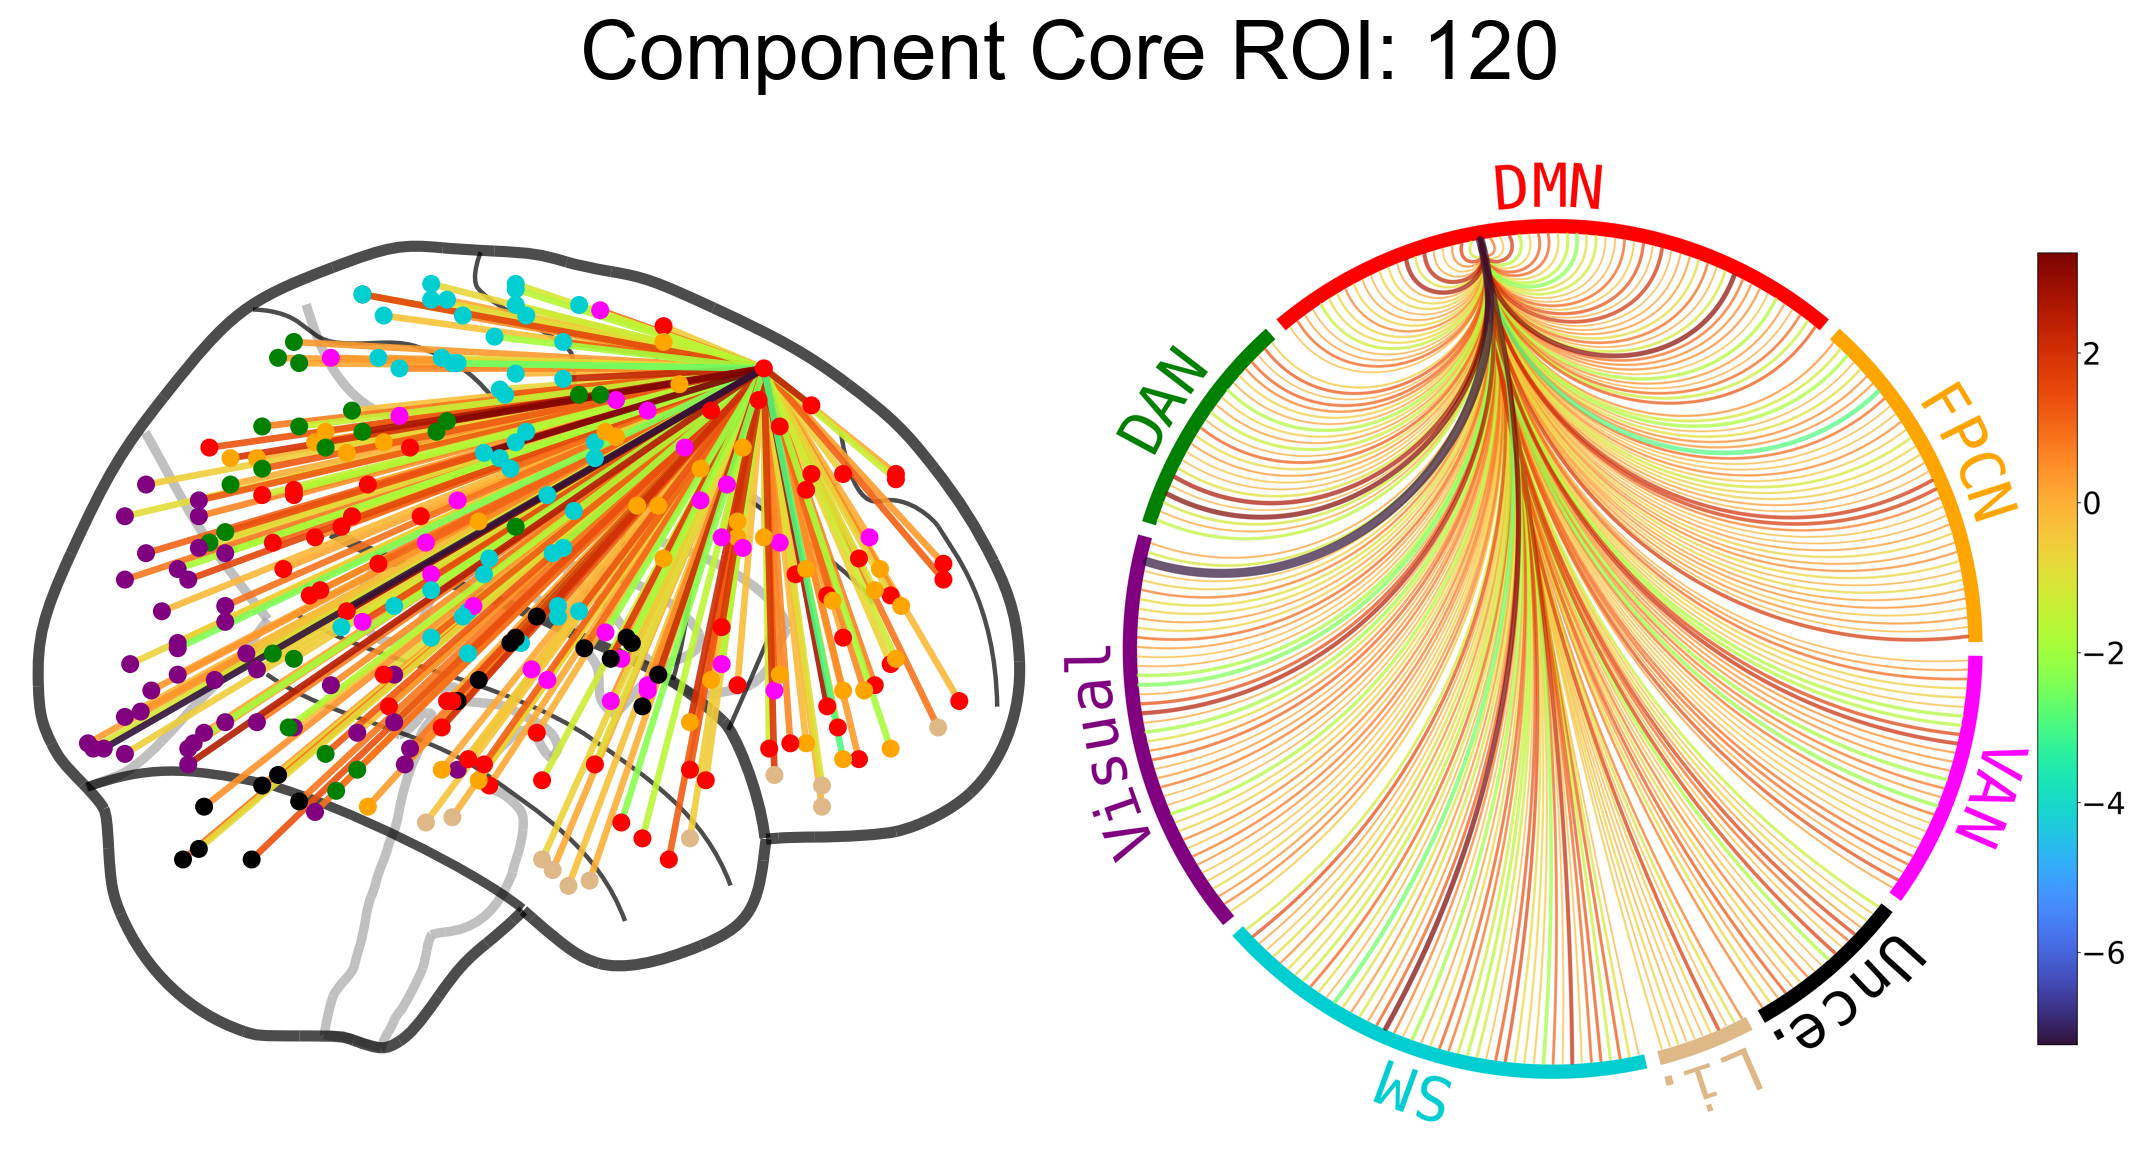 Component Core ROI: 120
DMN
DAN
FPCN
Visual
VAN
SM
Li.
Unce.
2
0
−2
−4
−6